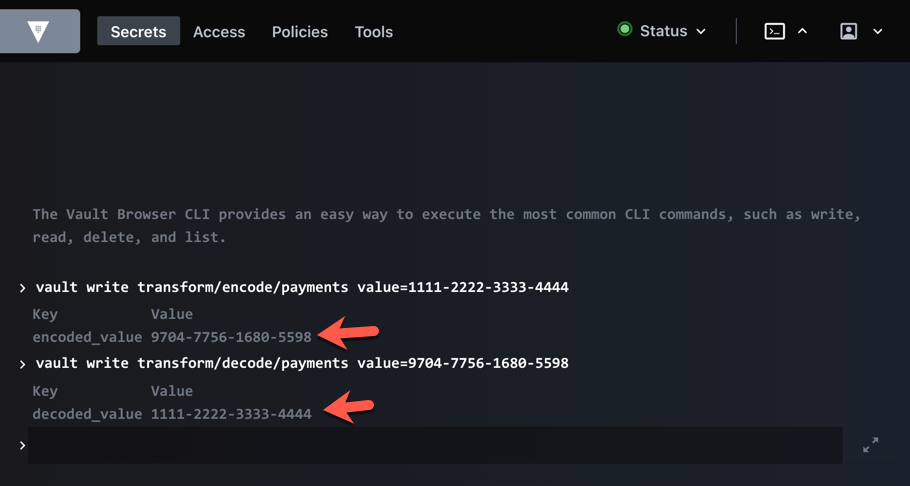 Secrets Access Policies Tools Status
The Vault Browser CLI provides an easy way to execute the most common CLI commands, such as write,
read, delete, and list.
> vault write transform/encode/payments value=1111-2222-3333-4444
Key Value
encoded_value 9704-7756-1680-5598
> vault write transform/decode/payments value=9704-7756-1680-5598
Key Value
decoded_value 1111-2222-3333-4444
>